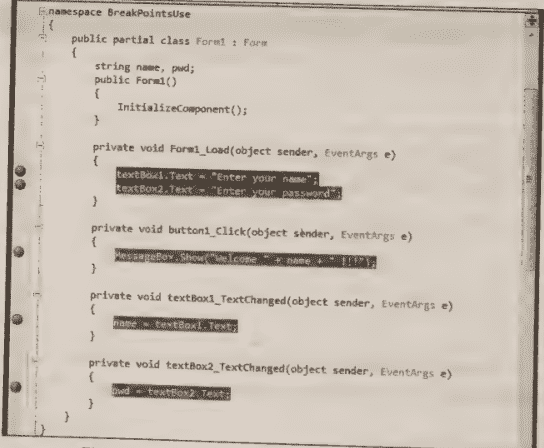 namespace BreakPointsUse
{
public partial class Form1 : Form
{
string name, pwd;
public Form1()
{
InitializeComponent();
}
private void Form1_Load(object sender, EventArgs e)
{
textBox1.Text = "Enter your name";
textBox2.Text = "Enter your password";
}
private void button1_Click(object sender, EventArgs e)
{
MessageBox.Show("Welcome " + name + " !!!");
}
private void textBox1_TextChanged(object sender, EventArgs e)
{
name = textBox1.Text;
}
private void textBox2_TextChanged(object sender, EventArgs e)
{
pwd = textBox2.Text;
}
}
}